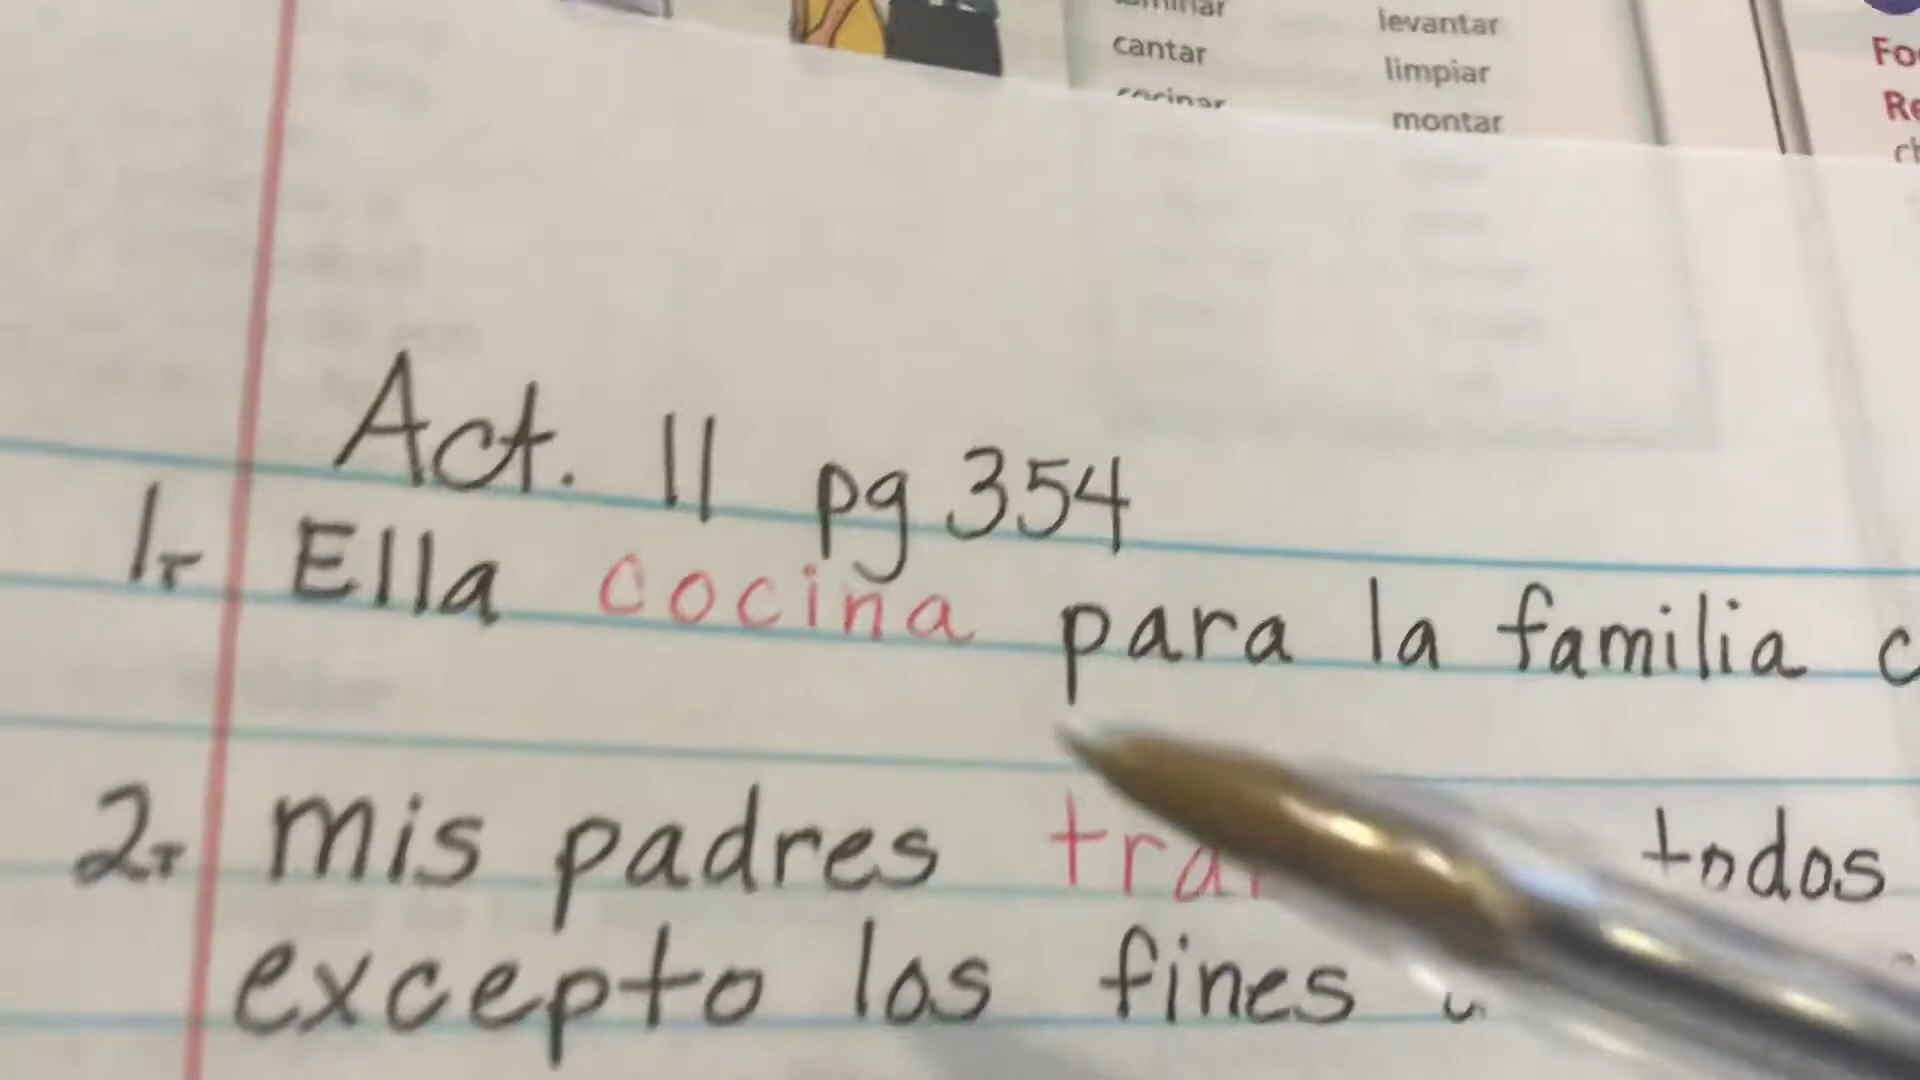 cantar
levantar
limpiar
montar
Act. 11 pg 354
1. Ella cocina para la familia
2. mis padres todos
excepto los fines